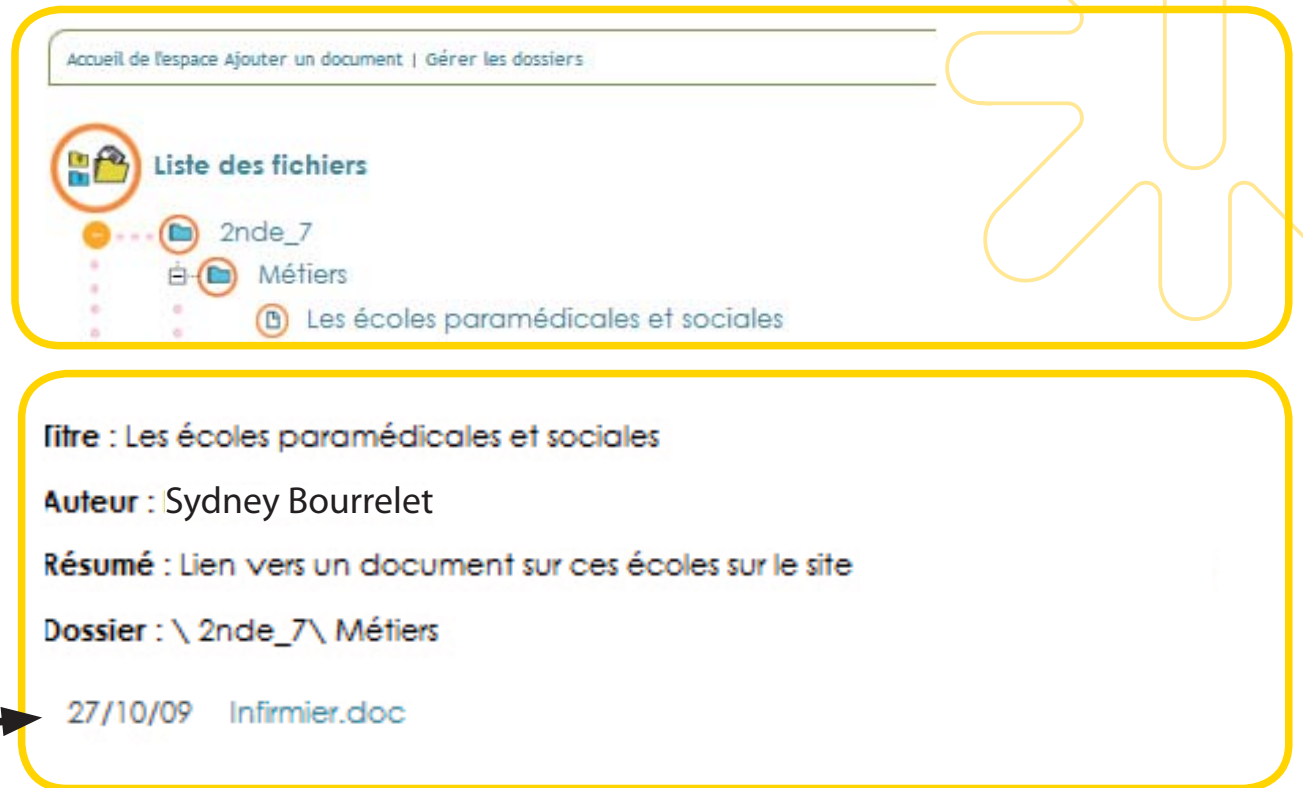 Accueil de l'espace Ajouter un document | Gérer les dossiers
Liste des fichiers
2nde_7
Métiers
Les écoles paramédicales et sociales
Titre : Les écoles paramédicales et sociales
Auteur : Sydney Bourrelet
Résumé : Lien vers un document sur ces écoles sur le site
Dossier : \ 2nde_7\ Métiers
27/10/09 Infirmier.doc